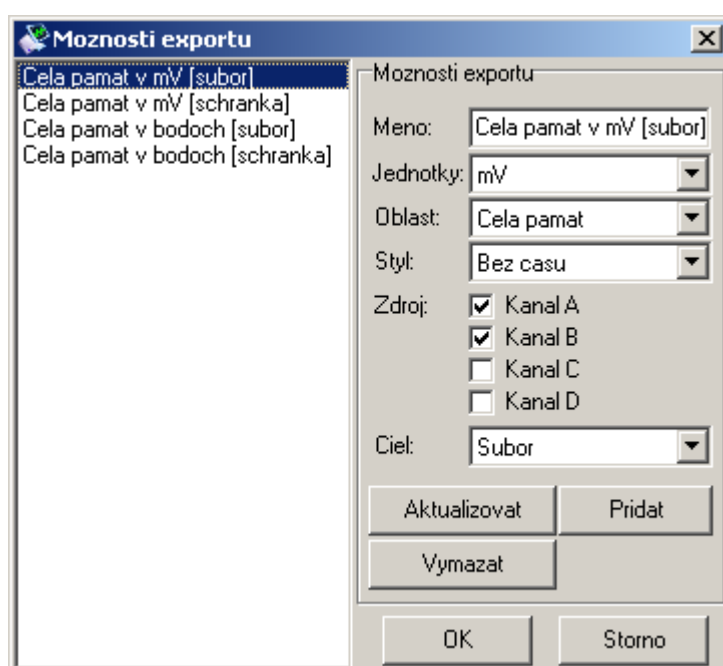 Moznosti exportu
Cela pamat v mV [subor]
Cela pamat v mV [schranka]
Cela pamat v bodoch [subor]
Cela pamat v bodoch [schranka]
Moznosti exportu
Meno: Cela pamat v mV [subor]
Jednotky: mV
Oblast: Cela pamat
Styl: Bez casu
Zdroj: Kanal A
Kanal B
Kanal C
Kanal D
Ciel: Subor
Aktualizovat Pridat
Vymazat
OK Storno